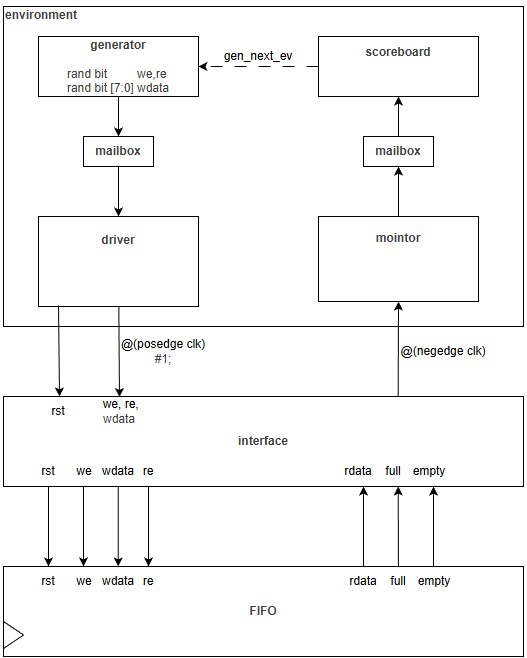 environment
generator
scoreboard
gen_next_ev
rand bit we,re
rand bit [7:0] wdata
mailbox
mailbox
driver
mointor
@(posedge clk)
#1;
@(negedge clk)
rst
we, re,
wdata
interface
rst we wdata re
rdata full empty
rst we wdata re
rdata full empty
FIFO